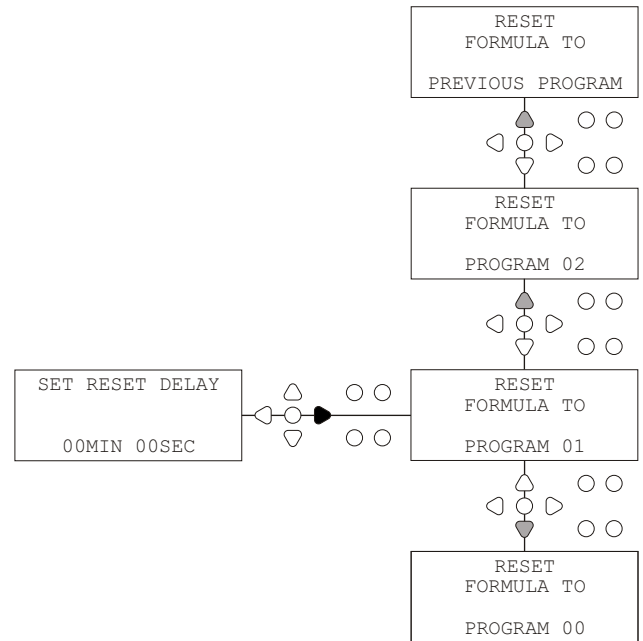 RESET
FORMULA TO
PREVIOUS PROGRAM
RESET
FORMULA TO
PROGRAM 02
SET RESET DELAY
00MIN 00SEC
RESET
FORMULA TO
PROGRAM 01
RESET
FORMULA TO
PROGRAM 00